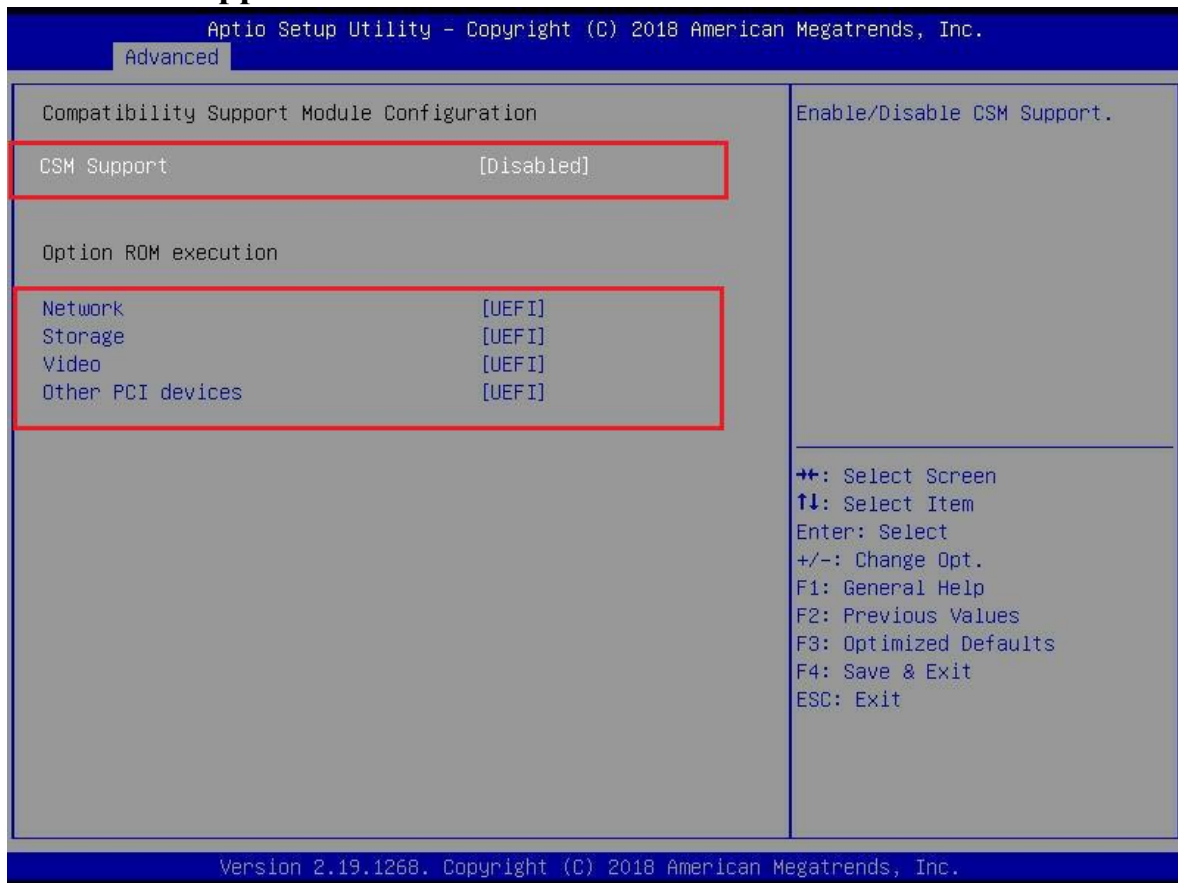 Aptio Setup Utility – Copyright (C) 2018 American Megatrends, Inc.
Advanced
Compatibility Support Module Configuration
CSM Support [Disabled]
Option ROM execution
Network [UEFI]
Storage [UEFI]
Video [UEFI]
Other PCI devices [UEFI]
Enable/Disable CSM Support.
→←: Select Screen
↑↓: Select Item
Enter: Select
+/-: Change Opt.
F1: General Help
F2: Previous Values
F3: Optimized Defaults
F4: Save & Exit
ESC: Exit
Version 2.19.1268. Copyright (C) 2018 American Megatrends, Inc.